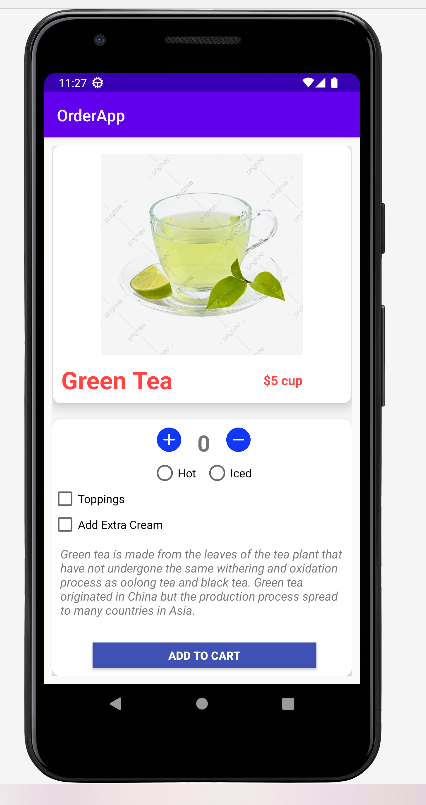 11:27
OrderApp
Green Tea
$5 cup
0
Hot
Iced
Toppings
Add Extra Cream
Green tea is made from the leaves of the tea plant that
have not undergone the same withering and oxidation
process as oolong tea and black tea. Green tea
originated in China but the production process spread
to many countries in Asia.
ADD TO CART